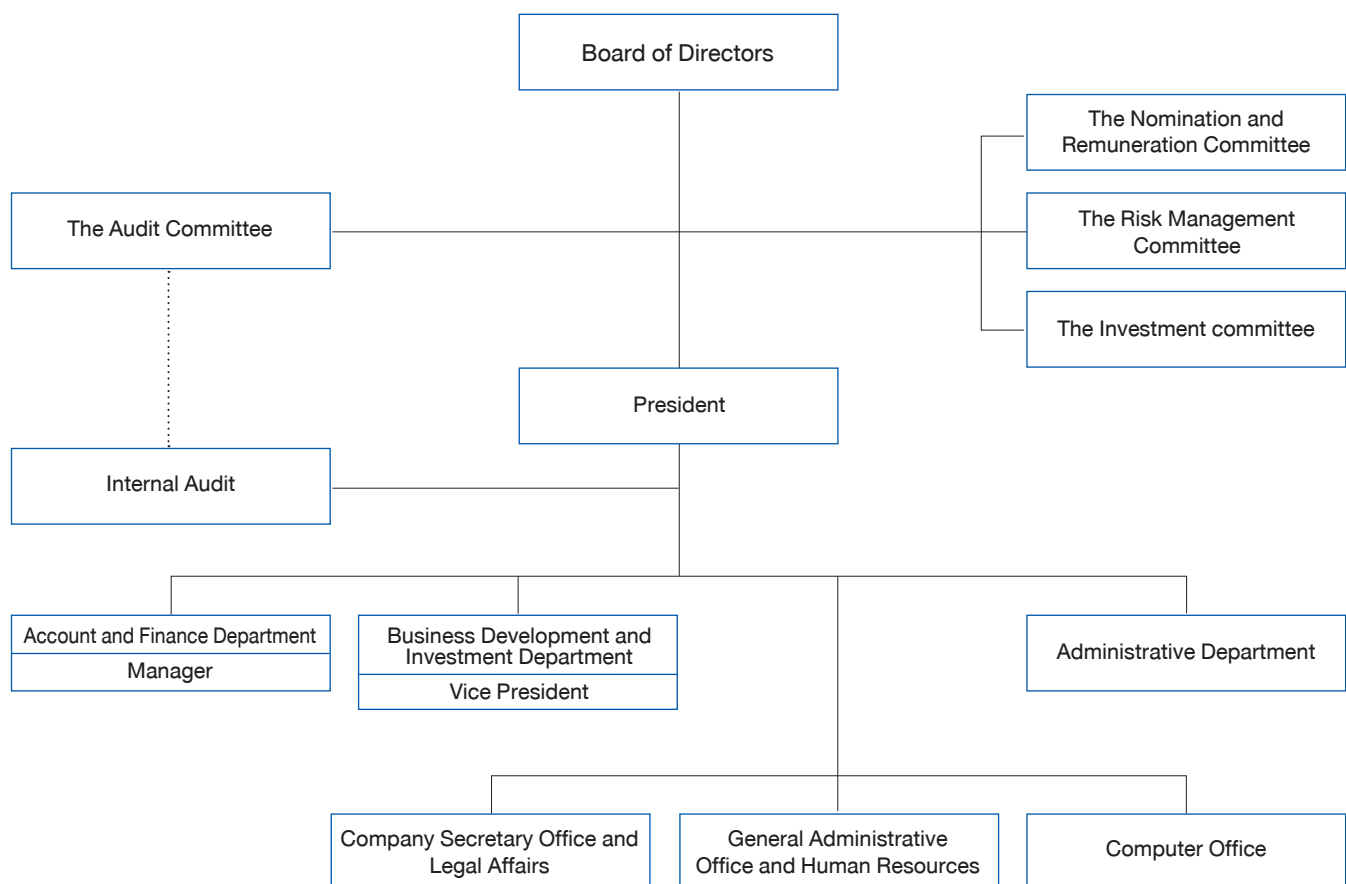 Board of Directors
The Nomination and
Remuneration Committee
The Audit Committee
The Risk Management
Committee
The Investment committee
President
Internal Audit
Account and Finance Department
Manager
Business Development and
Investment Department
Vice President
Administrative Department
Company Secretary Office and
Legal Affairs
General Administrative
Office and Human Resources
Computer Office